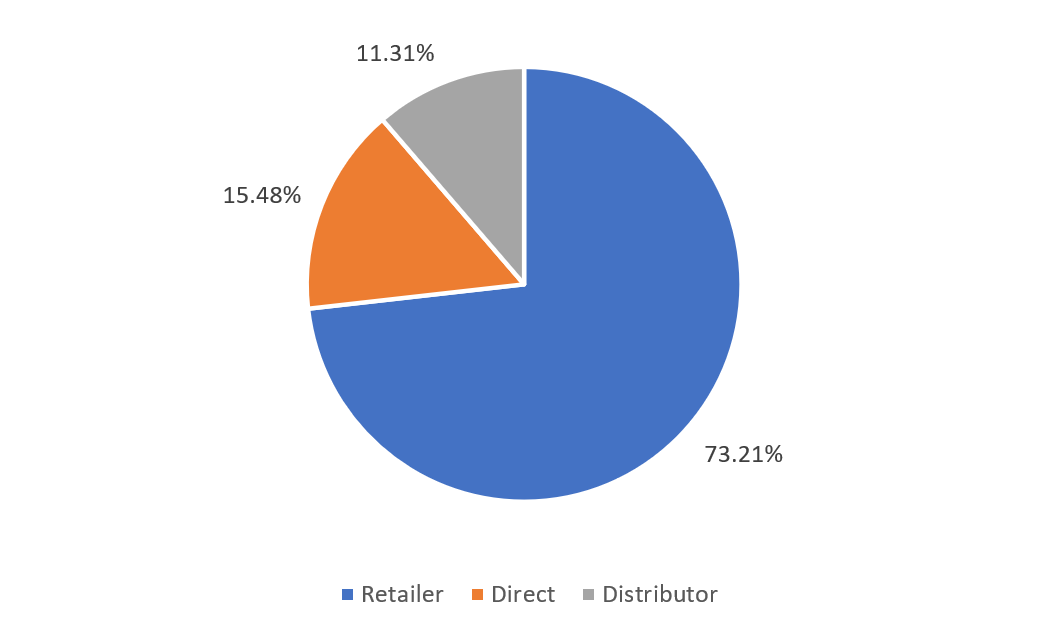 11.31%
15.48%
73.21%
Retailer Direct Distributor